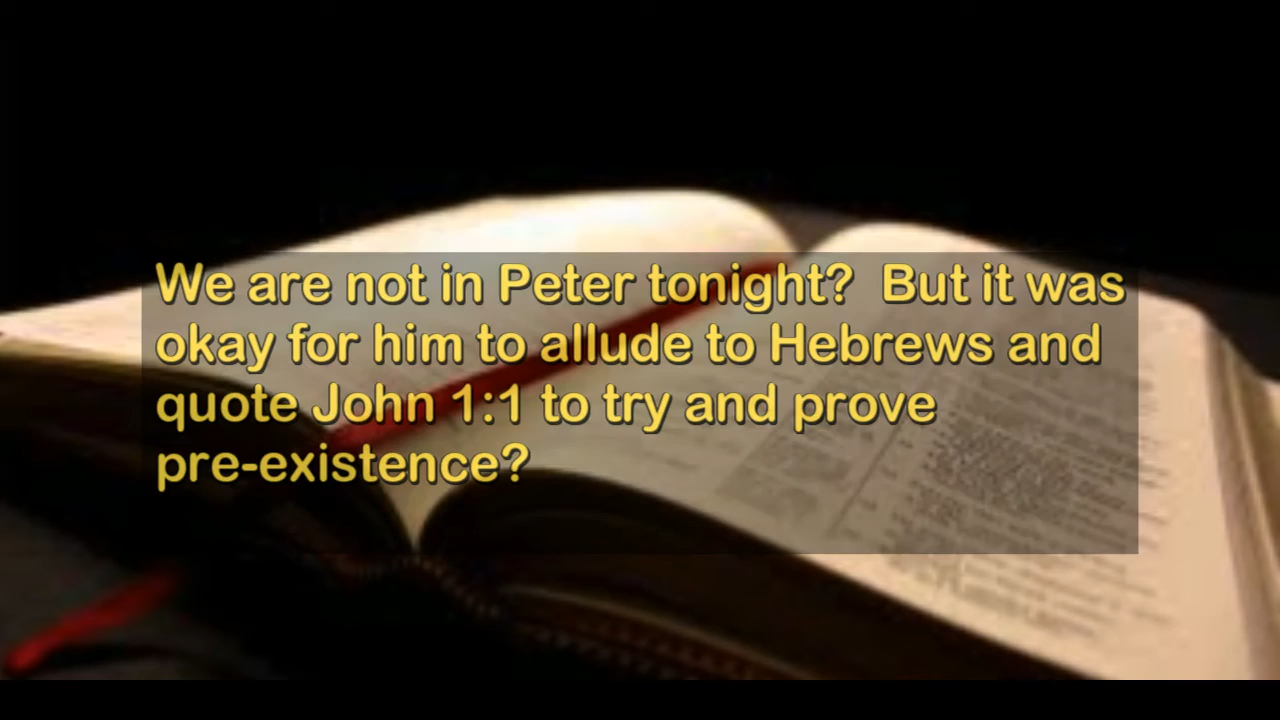 We are not in Peter tonight?  But it was
okay for him to allude to Hebrews and
quote John 1:1 to try and prove
pre-existence?